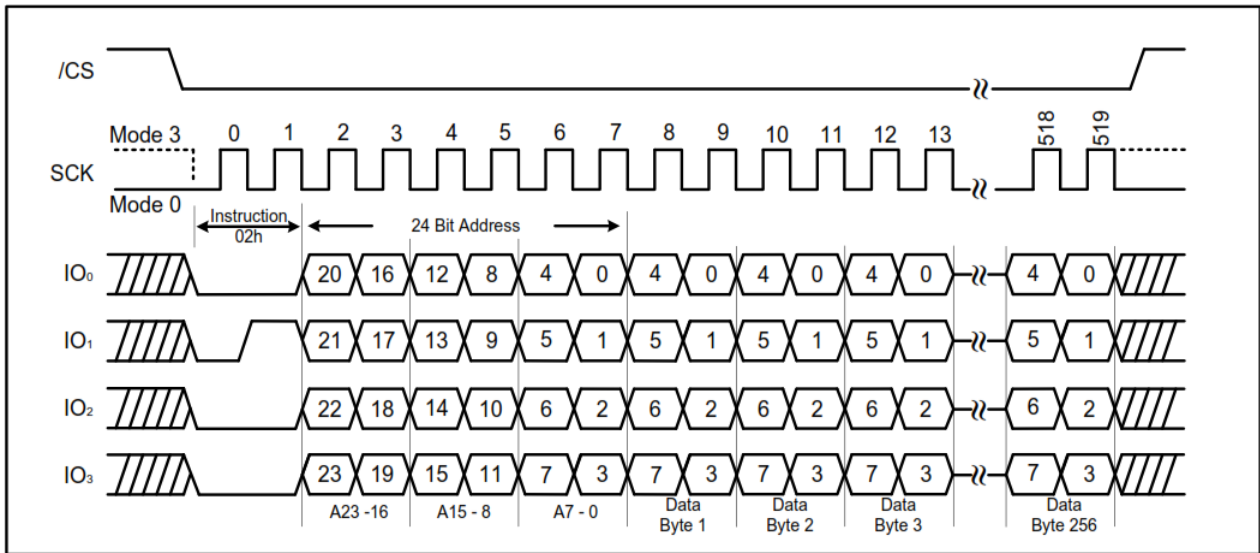 /CS
Mode 3 0 1 2 3 4 5 6 7 8 9 10 11 12 13 518 519
SCK
Mode 0
Instruction
02h
24 Bit Address
IO₀ 20 16 12 8 4 0 4 0 4 0 4 0 4 0
IO₁ 21 17 13 9 5 1 5 1 5 1 5 1 5 1
IO₂ 22 18 14 10 6 2 6 2 6 2 6 2 6 2
IO₃ 23 19 15 11 7 3 7 3 7 3 7 3 7 3
A23 -16 A15 - 8 A7 - 0 Data Data Data Data
Byte 1 Byte 2 Byte 3 Byte 256